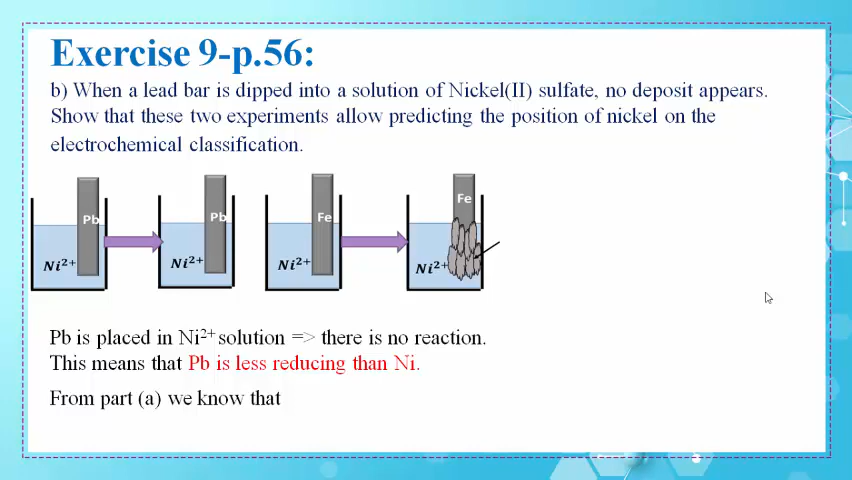 Exercise 9-p.56:
b) When a lead bar is dipped into a solution of Nickel(II) sulfate, no deposit appears.
Show that these two experiments allow predicting the position of nickel on the
electrochemical classification.
Pb Pb Fe Fe
Ni²⁺ Ni²⁺ Ni²⁺ Ni²⁺
Pb is placed in Ni²⁺ solution => there is no reaction.
This means that Pb is less reducing than Ni.
From part (a) we know that